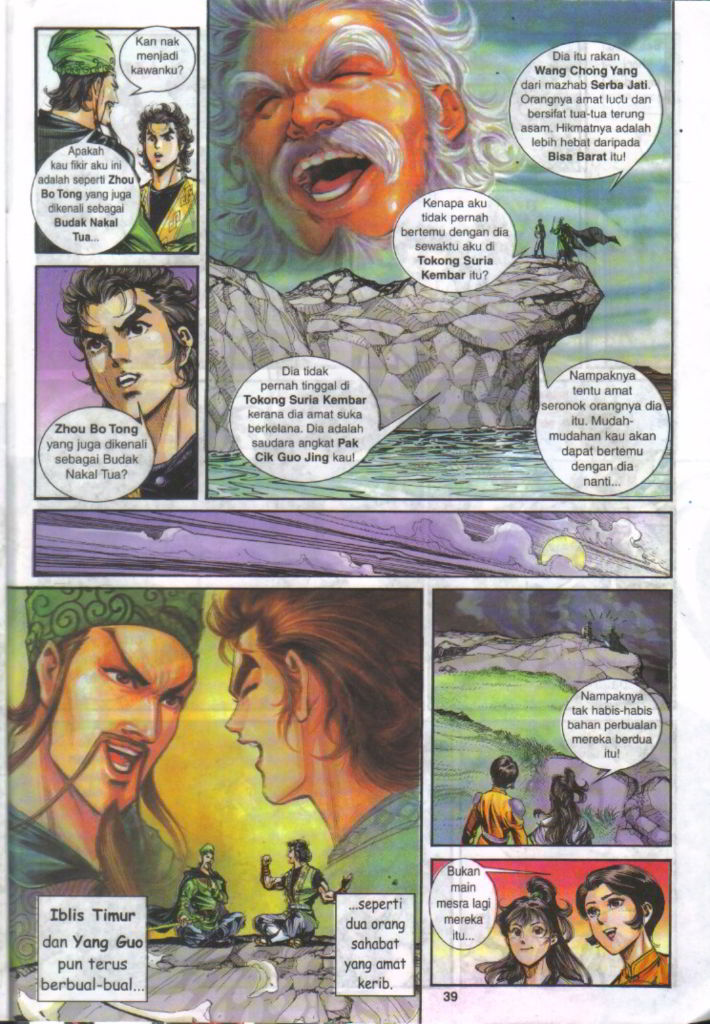 Kan nak
menjadi
kawanku?
Apakah
kau fikir aku ini
adalah seperti Zhou
Bo Tong yang juga
dikenali sebagai
Budak Nakal
Tua...
Zhou Bo Tong
yang juga dikenali
sebagai Budak
Nakal Tua?
Dia itu rakan
Wang Chong Yang
dari mazhab Serba Jati.
Orangnya amat lucu dan
bersifat tua-tua terung
asam. Hikmatnya adalah
lebih hebat daripada
Bisa Barat itu!
Kenapa aku
tidak pernah
bertemu dengan dia
sewaktu aku di
Tokong Suria
Kembar itu?
Dia tidak
pernah tinggal di
Tokong Suria Kembar
kerana dia amat suka
berkelana. Dia adalah
saudara angkat Pak
Cik Guo Jing kau!
Nampaknya
tentu amat
seronok orangnya dia
itu. Mudah-
mudahan kau akan
dapat bertemu
dengan dia
nanti...
Iblis Timur
dan Yang Guo
pun terus
berbual-bual...
...seperti
dua orang
sahabat
yang amat
kerib.
Nampaknya
tak habis-habis
bahan perbualan
mereka berdua
itu!
Bukan
main
mesra lagi
mereka
itu...
39